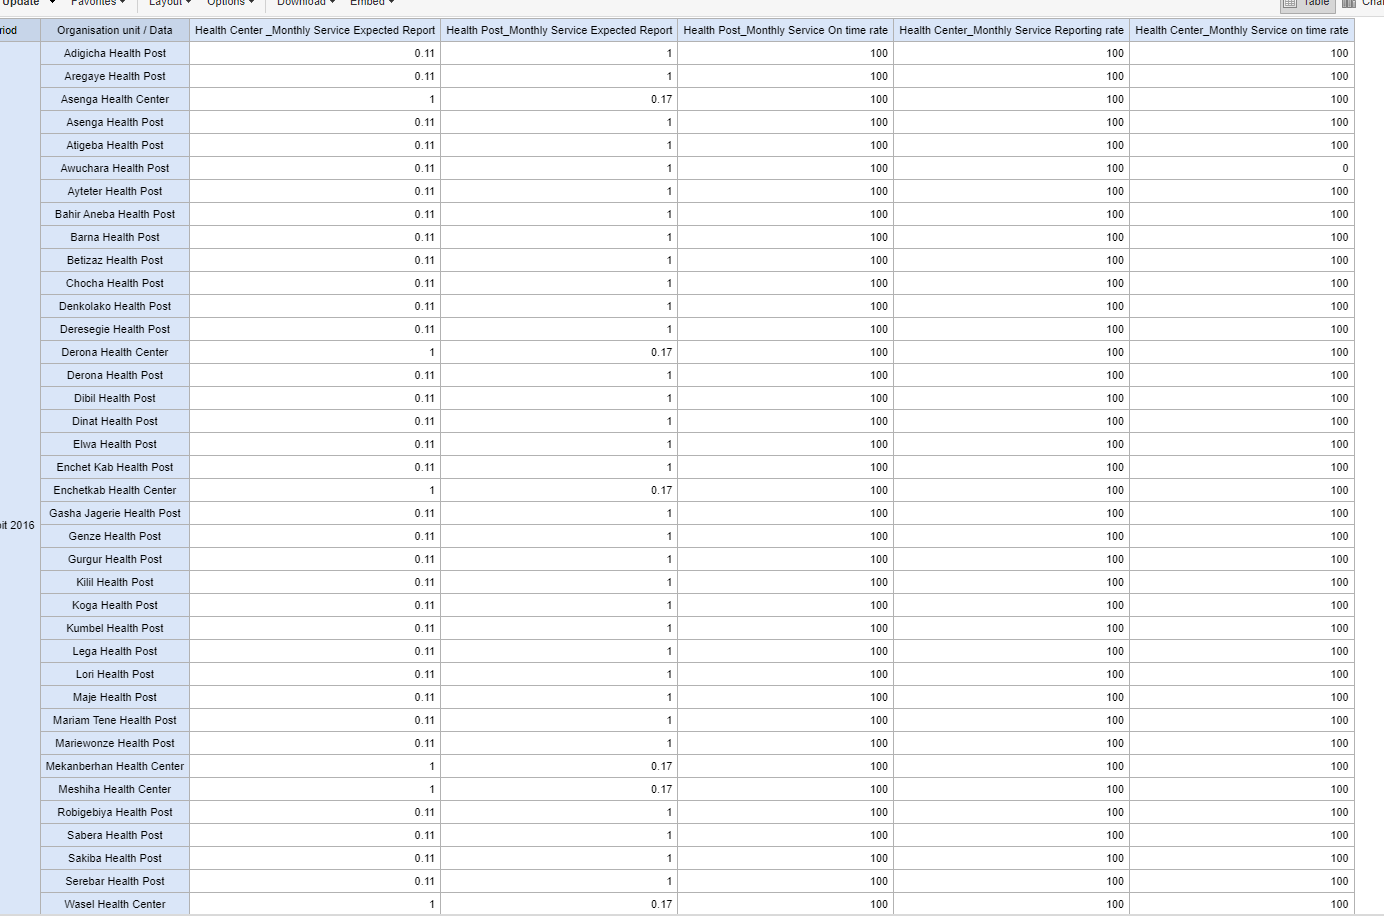 Update Favorites Layout Options Download Embed Table
Organisation unit / Data Health Center _Monthly Service Expected Report Health Post_Monthly Service Expected Report Health Post_Monthly Service On time rate Health Center_Monthly Service Reporting rate Health Center_Monthly Service on time rate
Adigicha Health Post 0.11 1 100 100 100
Aregaye Health Post 0.11 1 100 100 100
Asenga Health Center 1 0.17 100 100 100
Asenga Health Post 0.11 1 100 100 100
Atigeba Health Post 0.11 1 100 100 100
Awuchara Health Post 0.11 1 100 100 0
Ayteter Health Post 0.11 1 100 100 100
Bahir Aneba Health Post 0.11 1 100 100 100
Barna Health Post 0.11 1 100 100 100
Betizaz Health Post 0.11 1 100 100 100
Chocha Health Post 0.11 1 100 100 100
Denkolako Health Post 0.11 1 100 100 100
Deresegie Health Post 0.11 1 100 100 100
Derona Health Center 1 0.17 100 100 100
Derona Health Post 0.11 1 100 100 100
Dibil Health Post 0.11 1 100 100 100
Dinat Health Post 0.11 1 100 100 100
Elwa Health Post 0.11 1 100 100 100
Enchet Kab Health Post 0.11 1 100 100 100
Enchetkab Health Center 1 0.17 100 100 100
Gasha Jagerie Health Post 0.11 1 100 100 100
2016
Genze Health Post 0.11 1 100 100 100
Gurgur Health Post 0.11 1 100 100 100
Kilil Health Post 0.11 1 100 100 100
Koga Health Post 0.11 1 100 100 100
Kumbel Health Post 0.11 1 100 100 100
Lega Health Post 0.11 1 100 100 100
Lori Health Post 0.11 1 100 100 100
Maje Health Post 0.11 1 100 100 100
Mariam Tene Health Post 0.11 1 100 100 100
Mariewonze Health Post 0.11 1 100 100 100
Mekanberhan Health Center 1 0.17 100 100 100
Meshiha Health Center 1 0.17 100 100 100
Robigebiya Health Post 0.11 1 100 100 100
Sabera Health Post 0.11 1 100 100 100
Sakiba Health Post 0.11 1 100 100 100
Serebar Health Post 0.11 1 100 100 100
Wasel Health Center 1 0.17 100 100 100